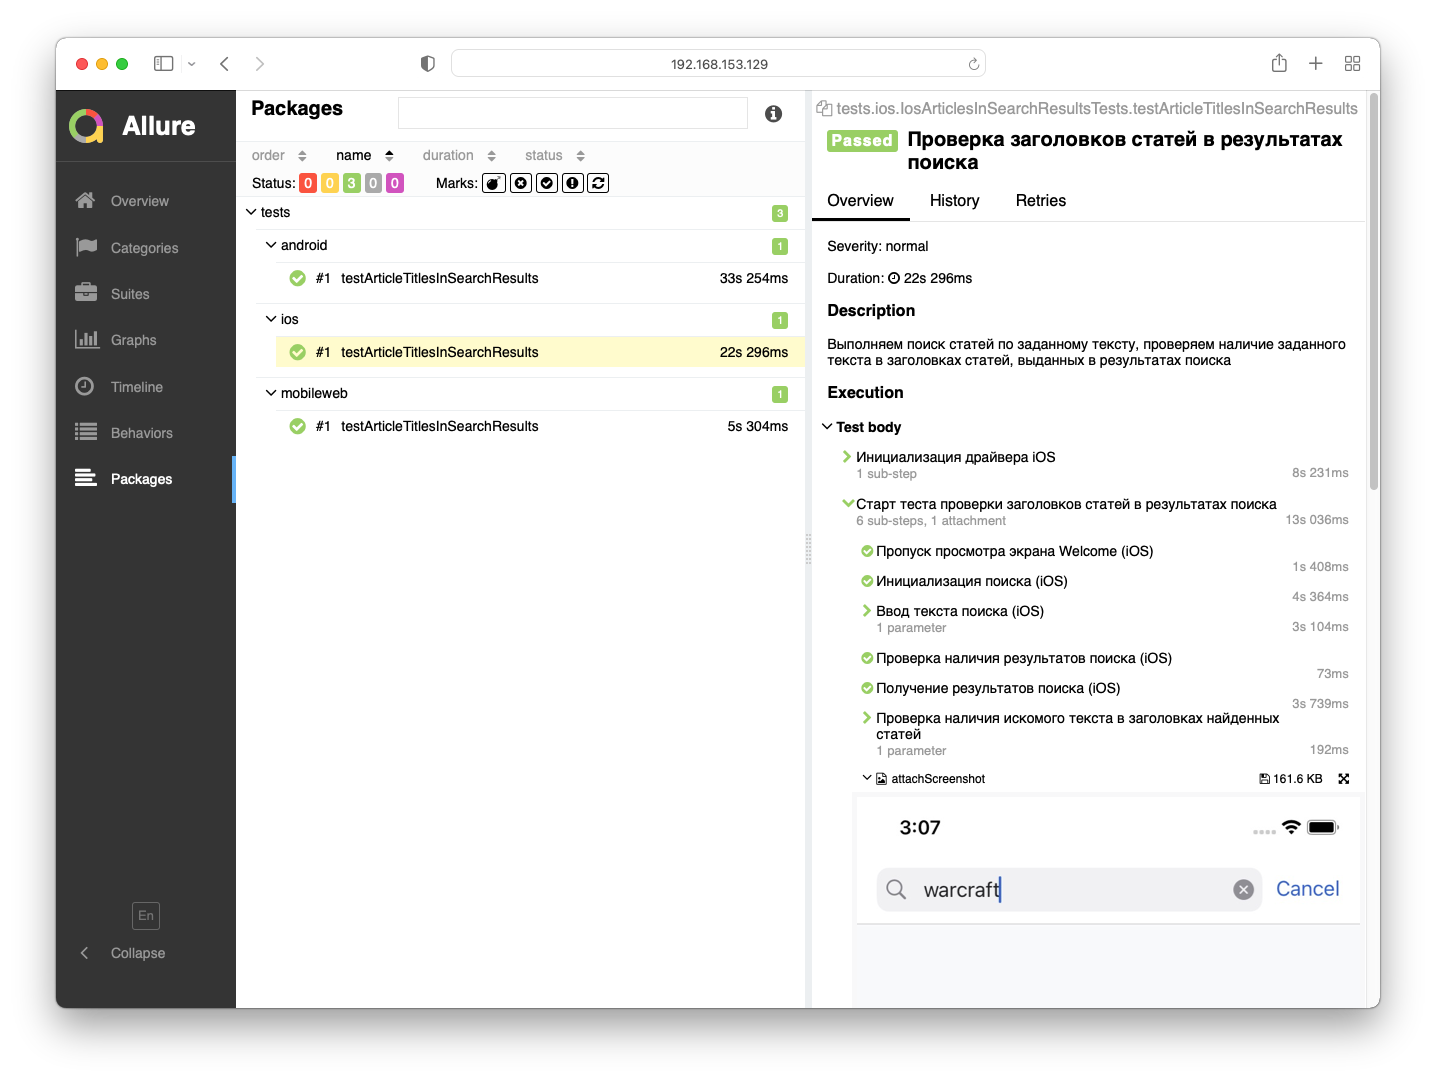 192.168.153.129
Allure
Overview
Categories
Suites
Graphs
Timeline
Behaviors
Packages
En
Collapse
Packages
order name duration status
Status: 0 0 3 0 0 Marks:
tests 3
android 1
#1 testArticleTitlesInSearchResults 33s 254ms
ios 1
#1 testArticleTitlesInSearchResults 22s 296ms
mobileweb 1
#1 testArticleTitlesInSearchResults 5s 304ms
tests.ios.IosArticlesInSearchResultsTests.testArticleTitlesInSearchResults
Passed Проверка заголовков статей в результатах
поиска
Overview History Retries
Severity: normal
Duration: 22s 296ms
Description
Выполняем поиск статей по заданному тексту, проверяем наличие заданного
текста в заголовках статей, выданных в результатах поиска
Execution
Test body
Инициализация драйвера iOS
1 sub-step 8s 231ms
Старт теста проверки заголовков статей в результатах поиска
6 sub-steps, 1 attachment 13s 036ms
Пропуск просмотра экрана Welcome (iOS)
1s 408ms
Инициализация поиска (iOS)
4s 364ms
Ввод текста поиска (iOS)
1 parameter 3s 104ms
Проверка наличия результатов поиска (iOS)
73ms
Получение результатов поиска (iOS)
3s 739ms
Проверка наличия искомого текста в заголовках найденных
статей
1 parameter 192ms
attachScreenshot 161.6 KB
3:07
warcraft Cancel